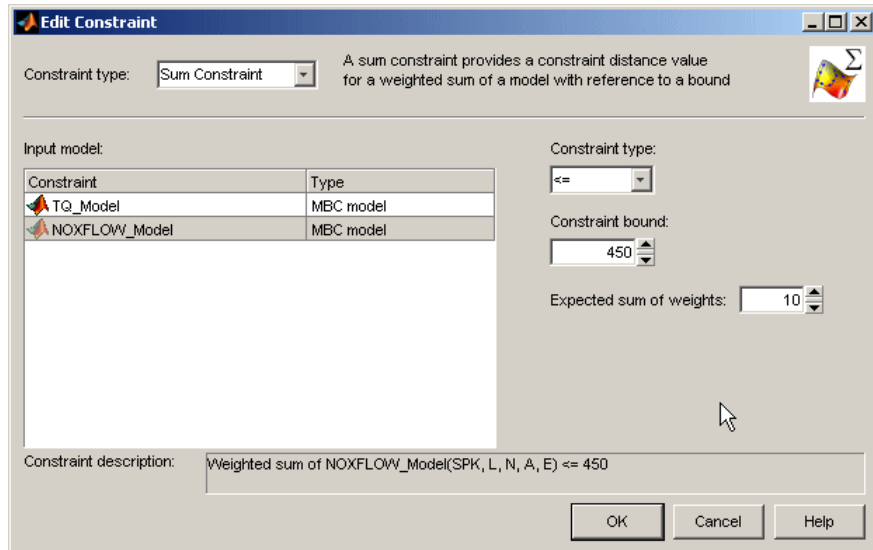 Edit Constraint
Constraint type: Sum Constraint
A sum constraint provides a constraint distance value
for a weighted sum of a model with reference to a bound
Σ
Input model:
Constraint Type
TQ_Model MBC model
NOXFLOW_Model MBC model
Constraint type:
<=
Constraint bound:
450
Expected sum of weights: 10
Constraint description: Weighted sum of NOXFLOW_Model(SPK, L, N, A, E) <= 450
OK Cancel Help